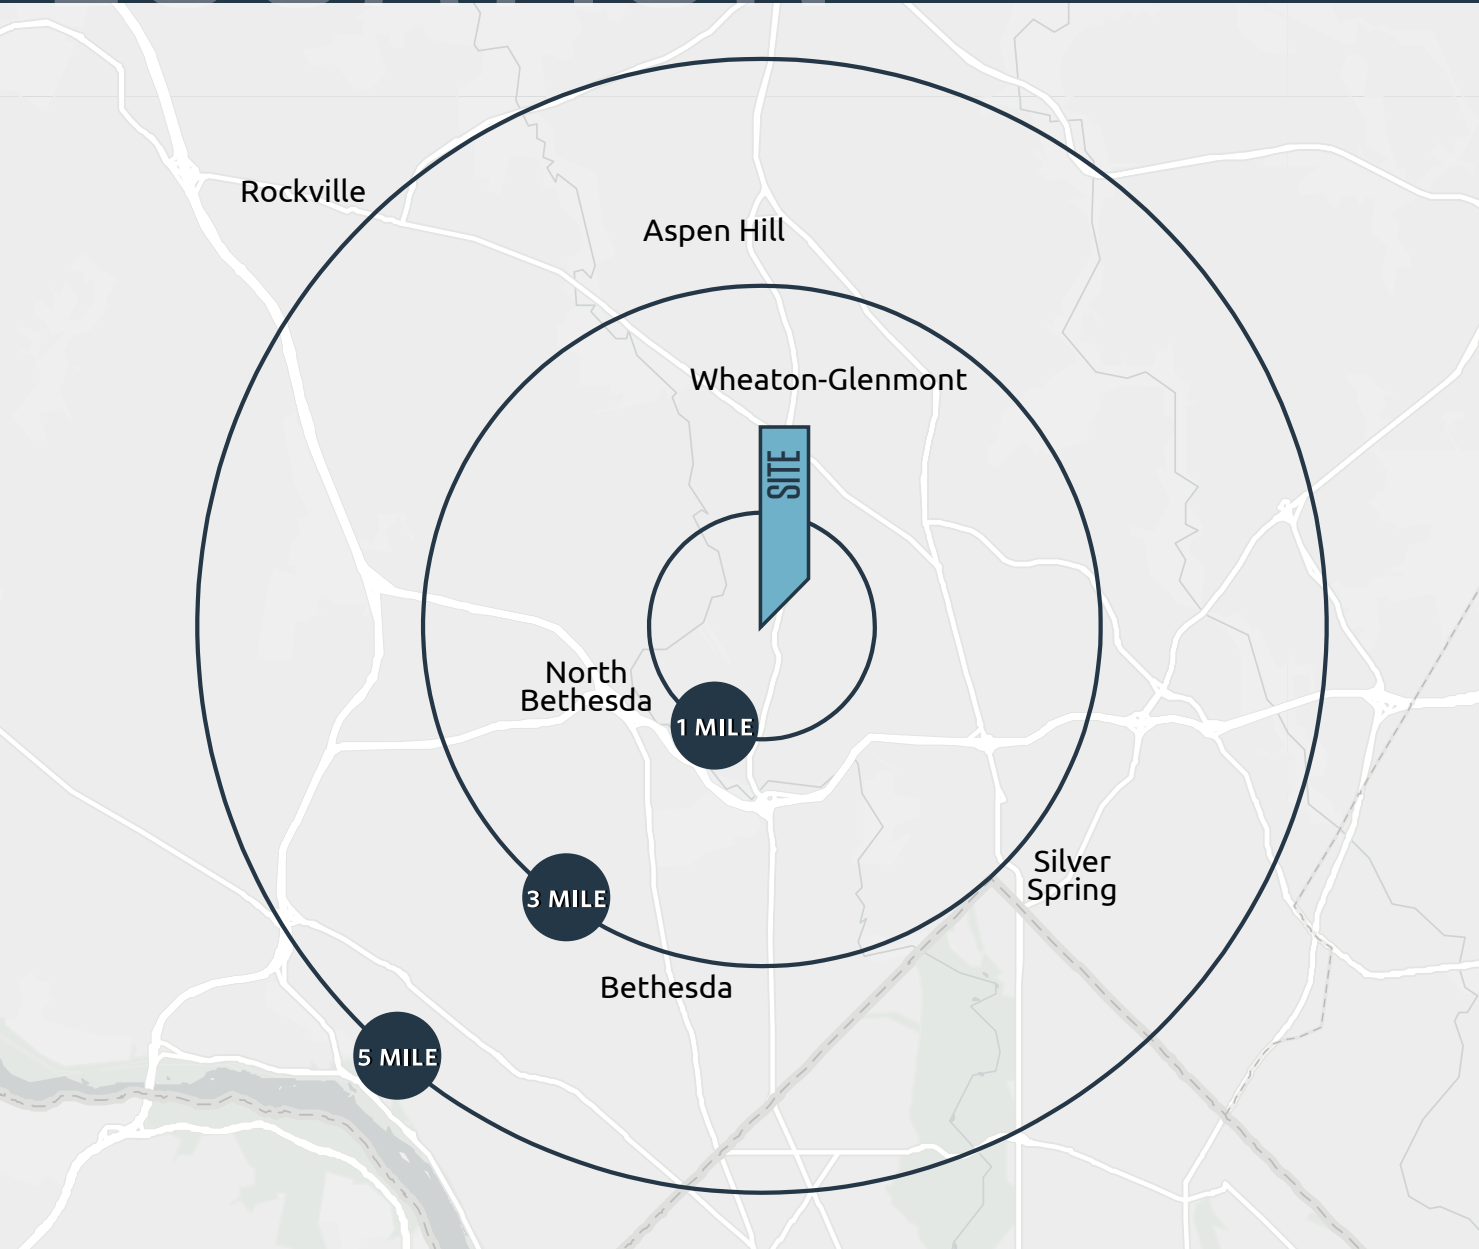 Rockville
Aspen Hill
Wheaton-Glenmont
SITE
North
Bethesda
1 MILE
Silver
Spring
3 MILE
Bethesda
5 MILE